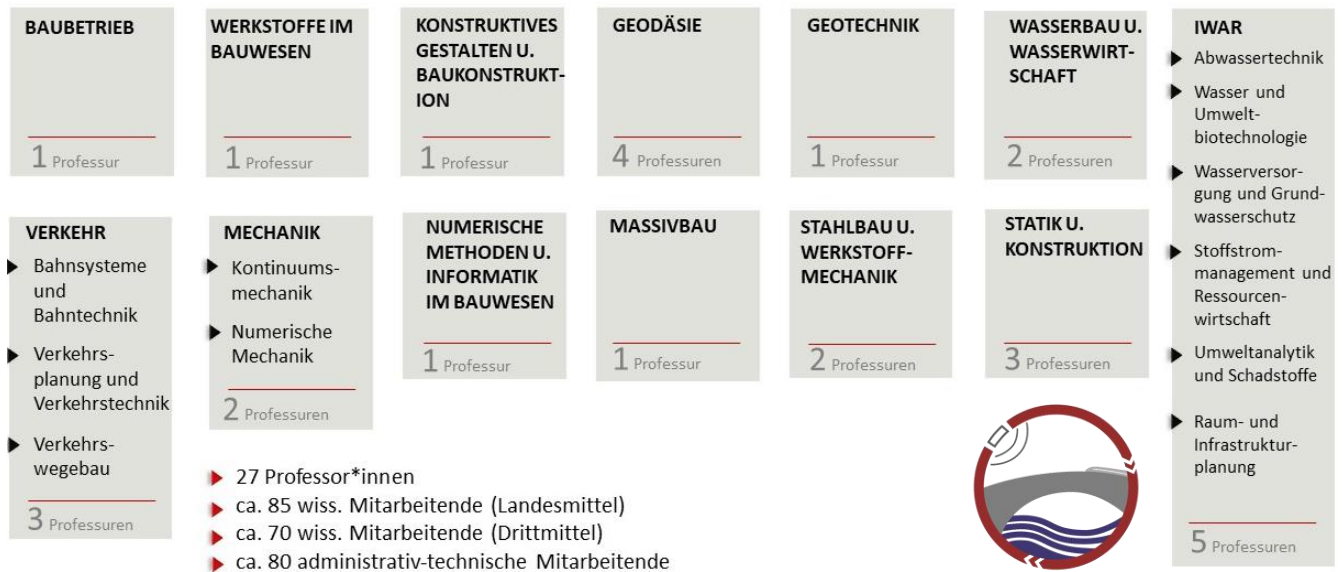 BAUBETRIEB
1 Professur
WERKSTOFFE IM
BAUWESEN
1 Professur
KONSTRUKTIVES
GESTALTEN U.
BAUKONSTRUKT-
ION
1 Professur
GEODÄSIE
4 Professuren
GEOTECHNIK
1 Professur
WASSERBAU U.
WASSERWIRT-
SCHAFT
2 Professuren
IWAR
Abwassertechnik
Wasser und
Umwelt-
biotechnologie
Wasserversor-
gung und Grund-
wasserschutz
Stoffstrom-
management und
Ressourcen-
wirtschaft
Umweltanalytik
und Schadstoffe
Raum- und
Infrastruktur-
planung
5 Professuren
VERKEHR
Bahnsysteme
und
Bahntechnik
Verkehrs-
planung und
Verkehrstechnik
Verkehrs-
wegebau
3 Professuren
MECHANIK
Kontinuums-
mechanik
Numerische
Mechanik
2 Professuren
NUMERISCHE
METHODEN U.
INFORMATIK
IM BAUWESEN
1 Professur
MASSIVBAU
1 Professur
STAHLBAU U.
WERKSTOFF-
MECHANIK
2 Professuren
STATIK U.
KONSTRUKTION
3 Professuren
27 Professor*innen
ca. 85 wiss. Mitarbeitende (Landesmittel)
ca. 70 wiss. Mitarbeitende (Drittmittel)
ca. 80 administrativ-technische Mitarbeitende